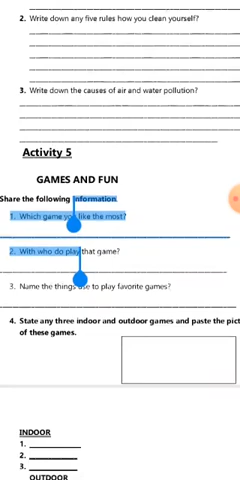 2. Write down any five rules how you clean yourself?
3. Write down the causes of air and water pollution?
Activity 5
GAMES AND FUN
Share the following information.
1. Which game you like the most?
2. With who do play that game?
3. Name the things use to play favorite games?
4. State any three indoor and outdoor games and paste the pict
of these games.
INDOOR
1.
2.
3.
OUTDOOR